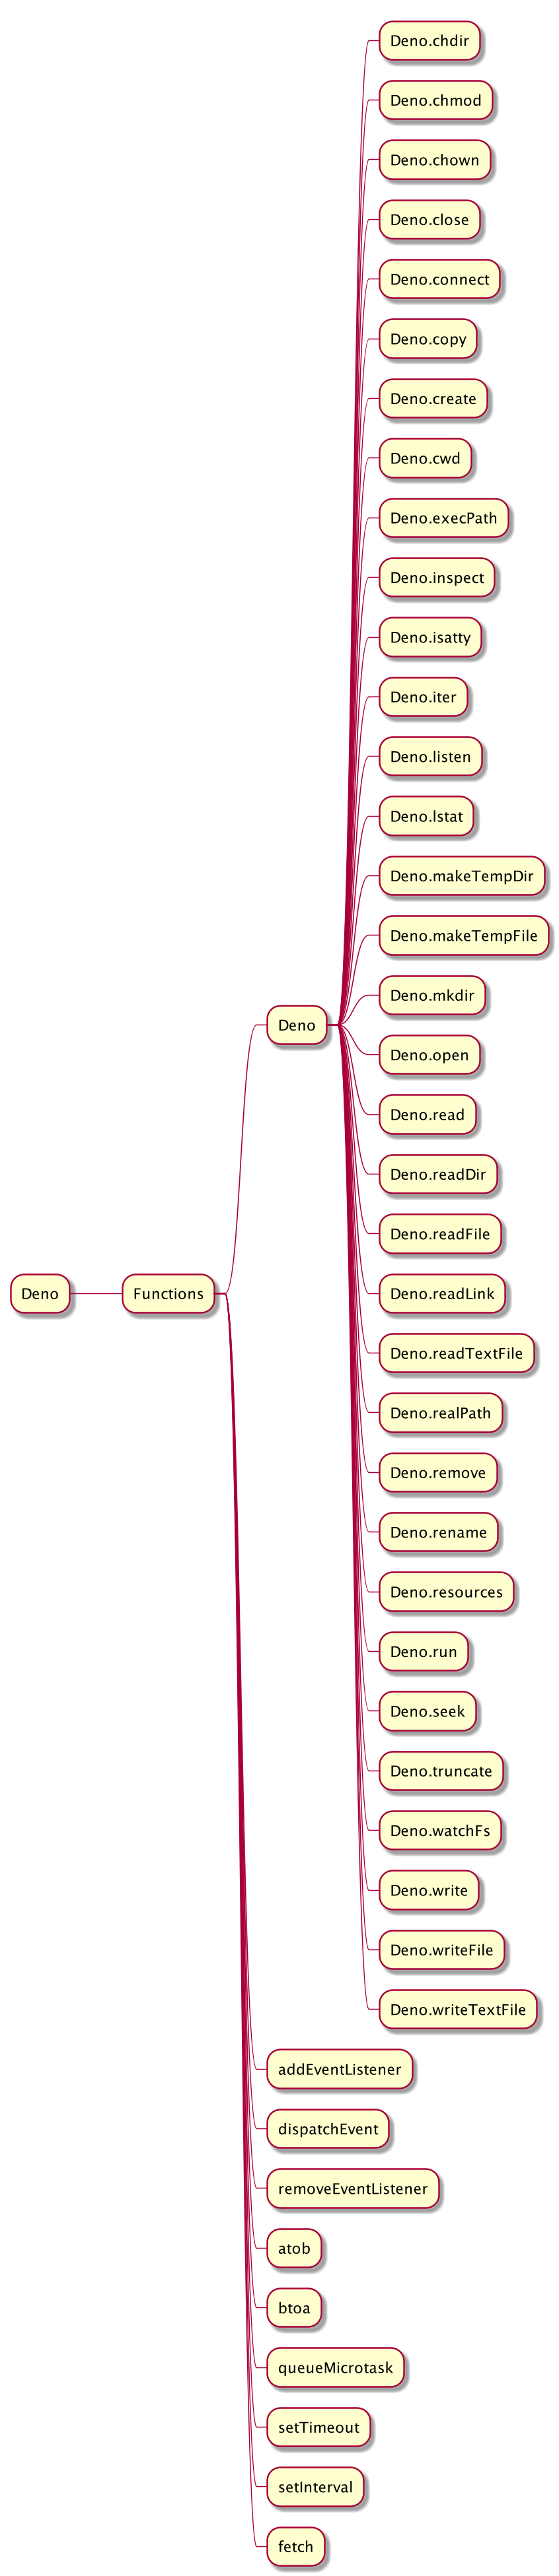 Deno.chdir
Deno.chmod
Deno.chown
Deno.close
Deno.connect
Deno.copy
Deno.create
Deno.cwd
Deno.execPath
Deno.inspect
Deno.isatty
Deno.iter
Deno.listen
Deno.lstat
Deno.makeTempDir
Deno.makeTempFile
Deno.mkdir
Deno
Deno.open
Deno.read
Deno.readDir
Deno.readFile
Deno Functions
Deno.readLink
Deno.readTextFile
Deno.realPath
Deno.remove
Deno.rename
Deno.resources
Deno.run
Deno.seek
Deno.truncate
Deno.watchFs
Deno.write
Deno.writeFile
Deno.writeTextFile
addEventListener
dispatchEvent
removeEventListener
atob
btoa
queueMicrotask
setTimeout
setInterval
fetch